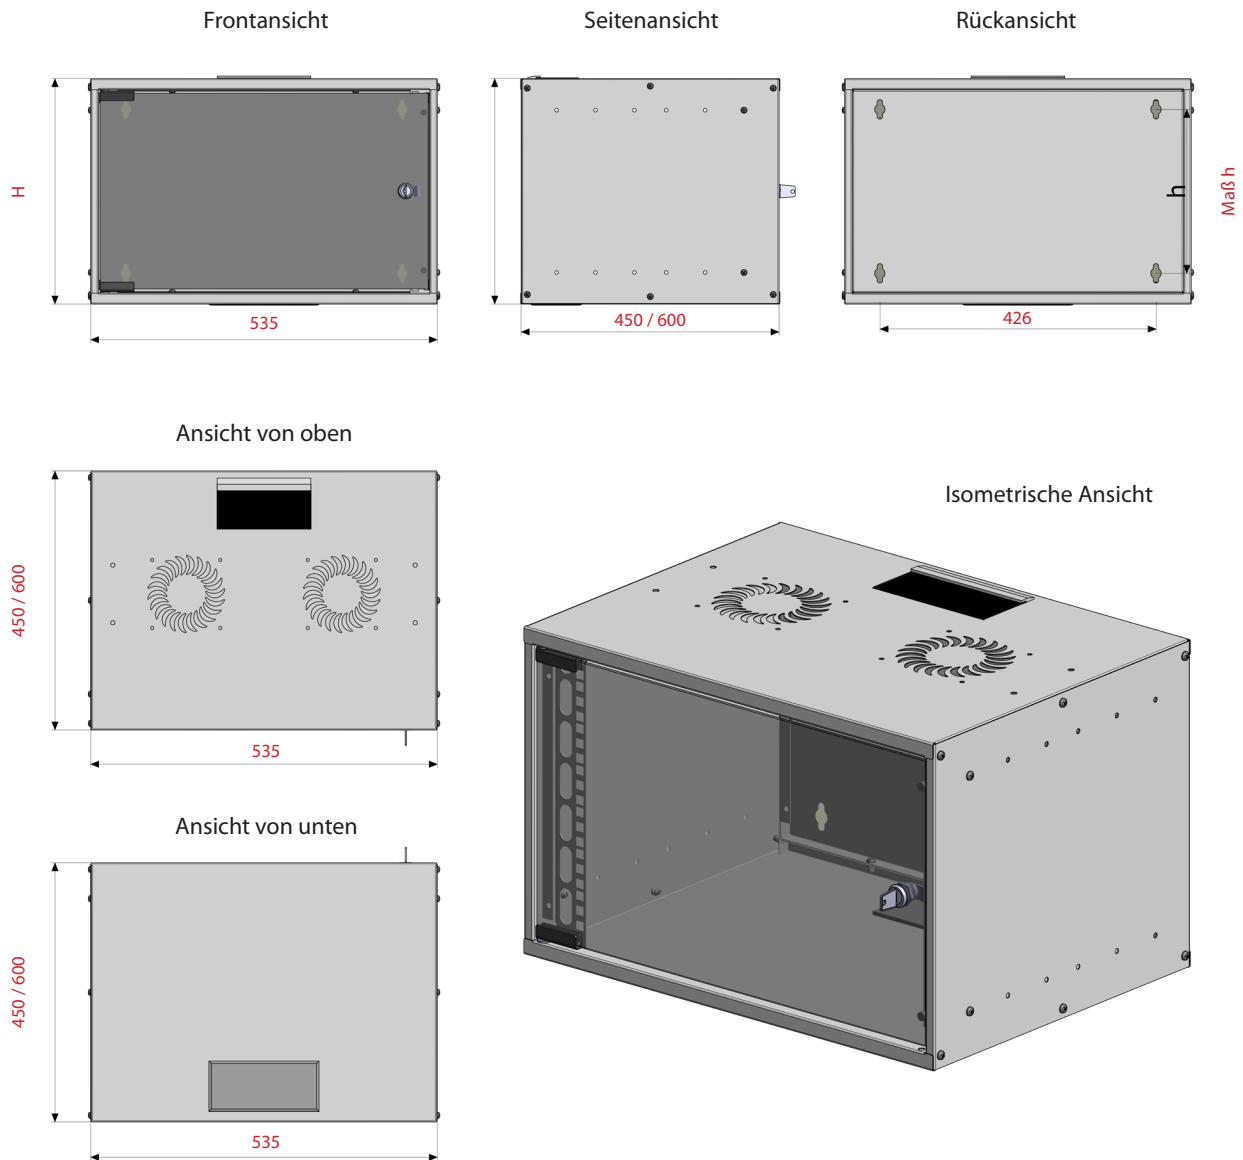 Frontansicht
Seitenansicht
Rückansicht
H
h
Maß h
535
450 / 600
426
Ansicht von oben
450 / 600
535
Isometrische Ansicht
Ansicht von unten
450 / 600
535